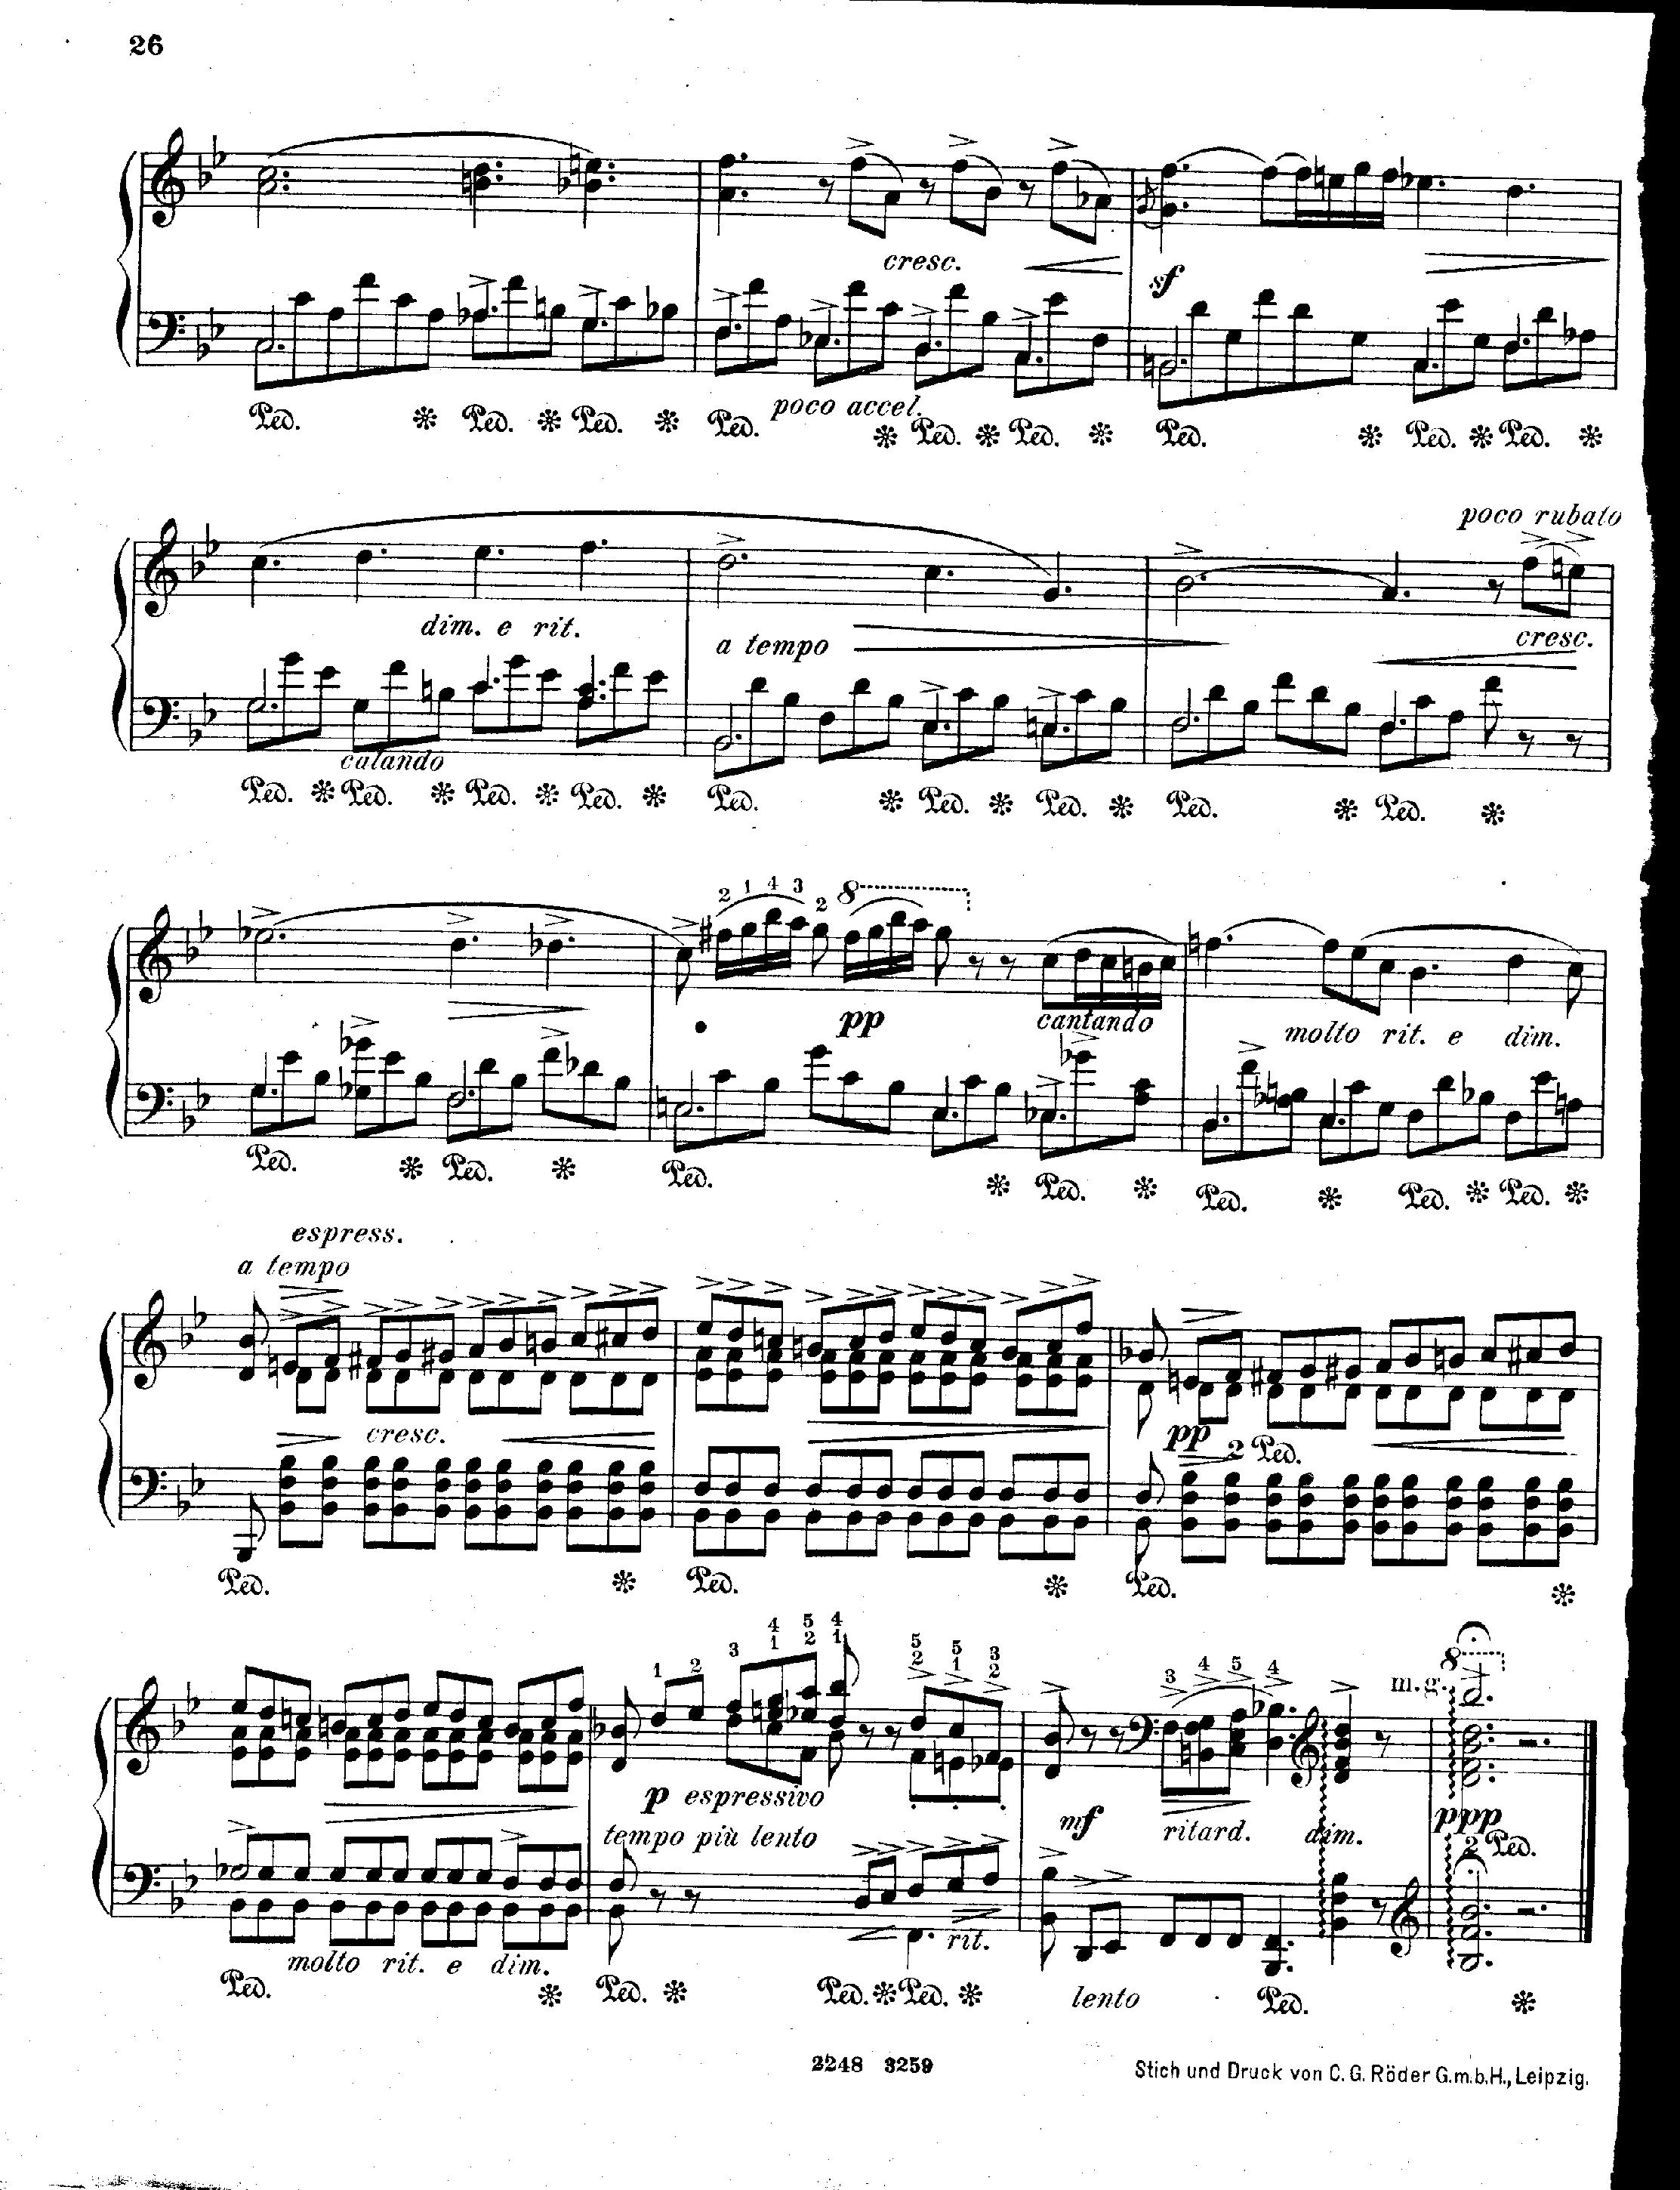 26
cresc.
sf
poco accel.
Ped. Ped. Ped. Ped. Ped. Ped. Ped. Ped. Ped.
poco rubato
dim. e rit.
a tempo
cresc.
calando
Ped. Ped. Ped. Ped. Ped. Ped. Ped. Ped. Ped.
2 1 4 3 2 8
pp
cantando
molto rit. e dim.
Ped. Ped. Ped. Ped. Ped. Ped. Ped.
espress.
a tempo
cresc.
pp
2 Ped.
Ped. Ped. Ped.
1 2 3 4 1 5 2 4 1 5 2 5 1 3 2
3 4 5 4
m.g. 8
p espressivo
mf
ritard.
dim.
ppp
tempo più lento
2 Ped.
rit.
molto rit. e dim.
lento
Ped. Ped. Ped. Ped. Ped.
2248 3259
Stich und Druck von C. G. Röder G.m.b.H., Leipzig.